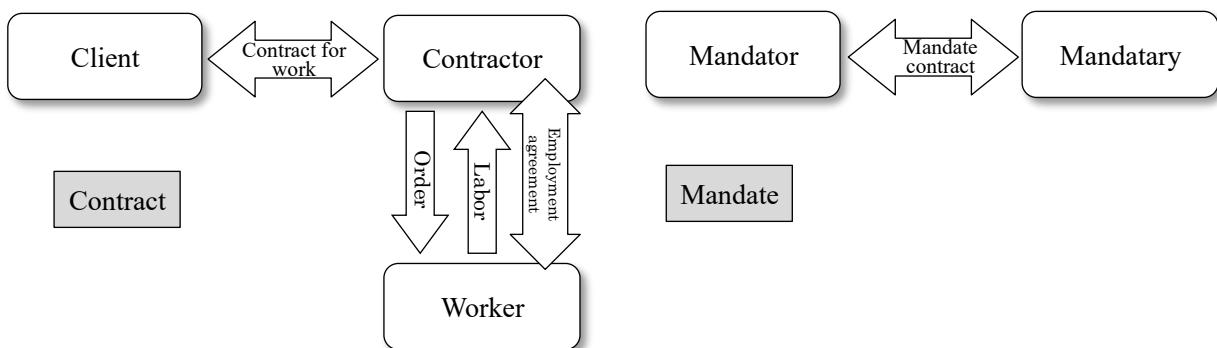 Client
Contract for
work
Contractor
Mandator
Mandate
contract
Mandatary
Order
Labor
Employment
agreement
Contract
Mandate
Worker